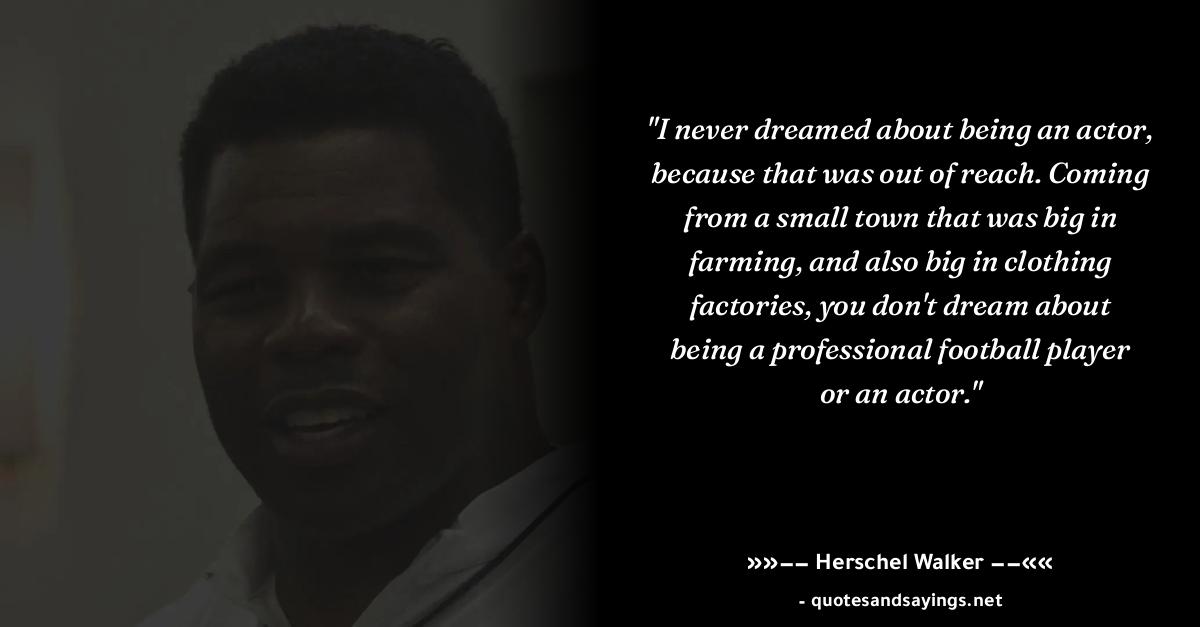 "I never dreamed about being an actor,
because that was out of reach. Coming
from a small town that was big in
farming, and also big in clothing
factories, you don't dream about
being a professional football player
or an actor."
»»–– Herschel Walker ––««
- quotesandsayings.net